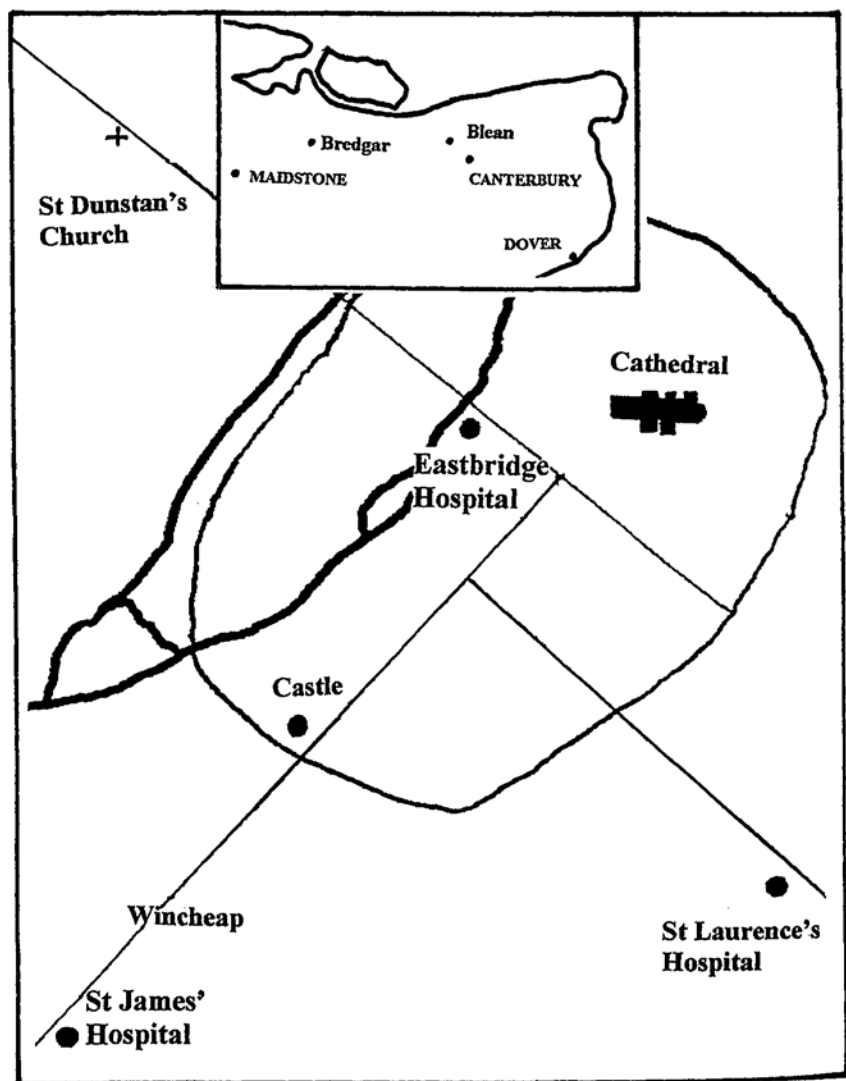 Bredgar
Blean
MAIDSTONE
CANTERBURY
DOVER
St Dunstan's
Church
Cathedral
Eastbridge
Hospital
Castle
Wincheap
St Laurence's
Hospital
St James'
Hospital